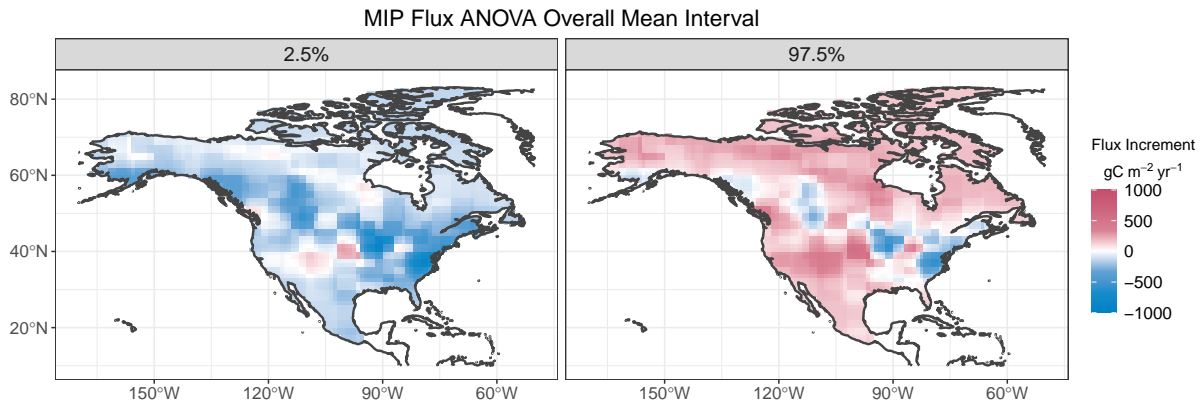 MIP Flux ANOVA Overall Mean Interval
2.5% 97.5%
80°N
60°N
40°N
20°N
150°W 120°W 90°W 60°W 150°W 120°W 90°W 60°W
Flux Increment
gC m⁻² yr⁻¹
1000
500
0
−500
−1000